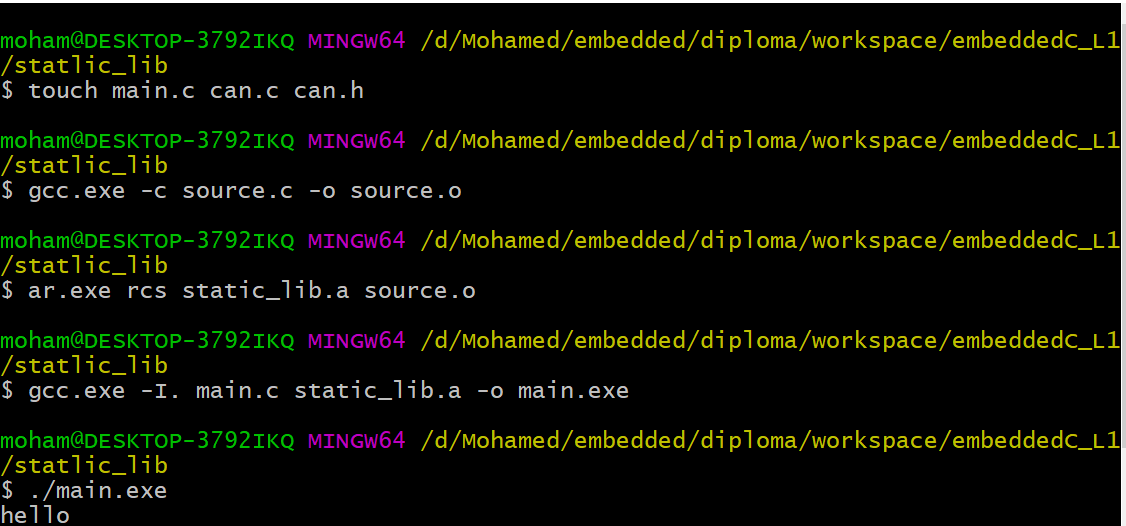 moham@DESKTOP-3792IKQ MINGW64 /d/Mohamed/embedded/diploma/workspace/embeddedC_L1
/statlic_lib
$ touch main.c can.c can.h
moham@DESKTOP-3792IKQ MINGW64 /d/Mohamed/embedded/diploma/workspace/embeddedC_L1
/statlic_lib
$ gcc.exe -c source.c -o source.o
moham@DESKTOP-3792IKQ MINGW64 /d/Mohamed/embedded/diploma/workspace/embeddedC_L1
/statlic_lib
$ ar.exe rcs static_lib.a source.o
moham@DESKTOP-3792IKQ MINGW64 /d/Mohamed/embedded/diploma/workspace/embeddedC_L1
/statlic_lib
$ gcc.exe -I. main.c static_lib.a -o main.exe
moham@DESKTOP-3792IKQ MINGW64 /d/Mohamed/embedded/diploma/workspace/embeddedC_L1
/statlic_lib
$ ./main.exe
hello